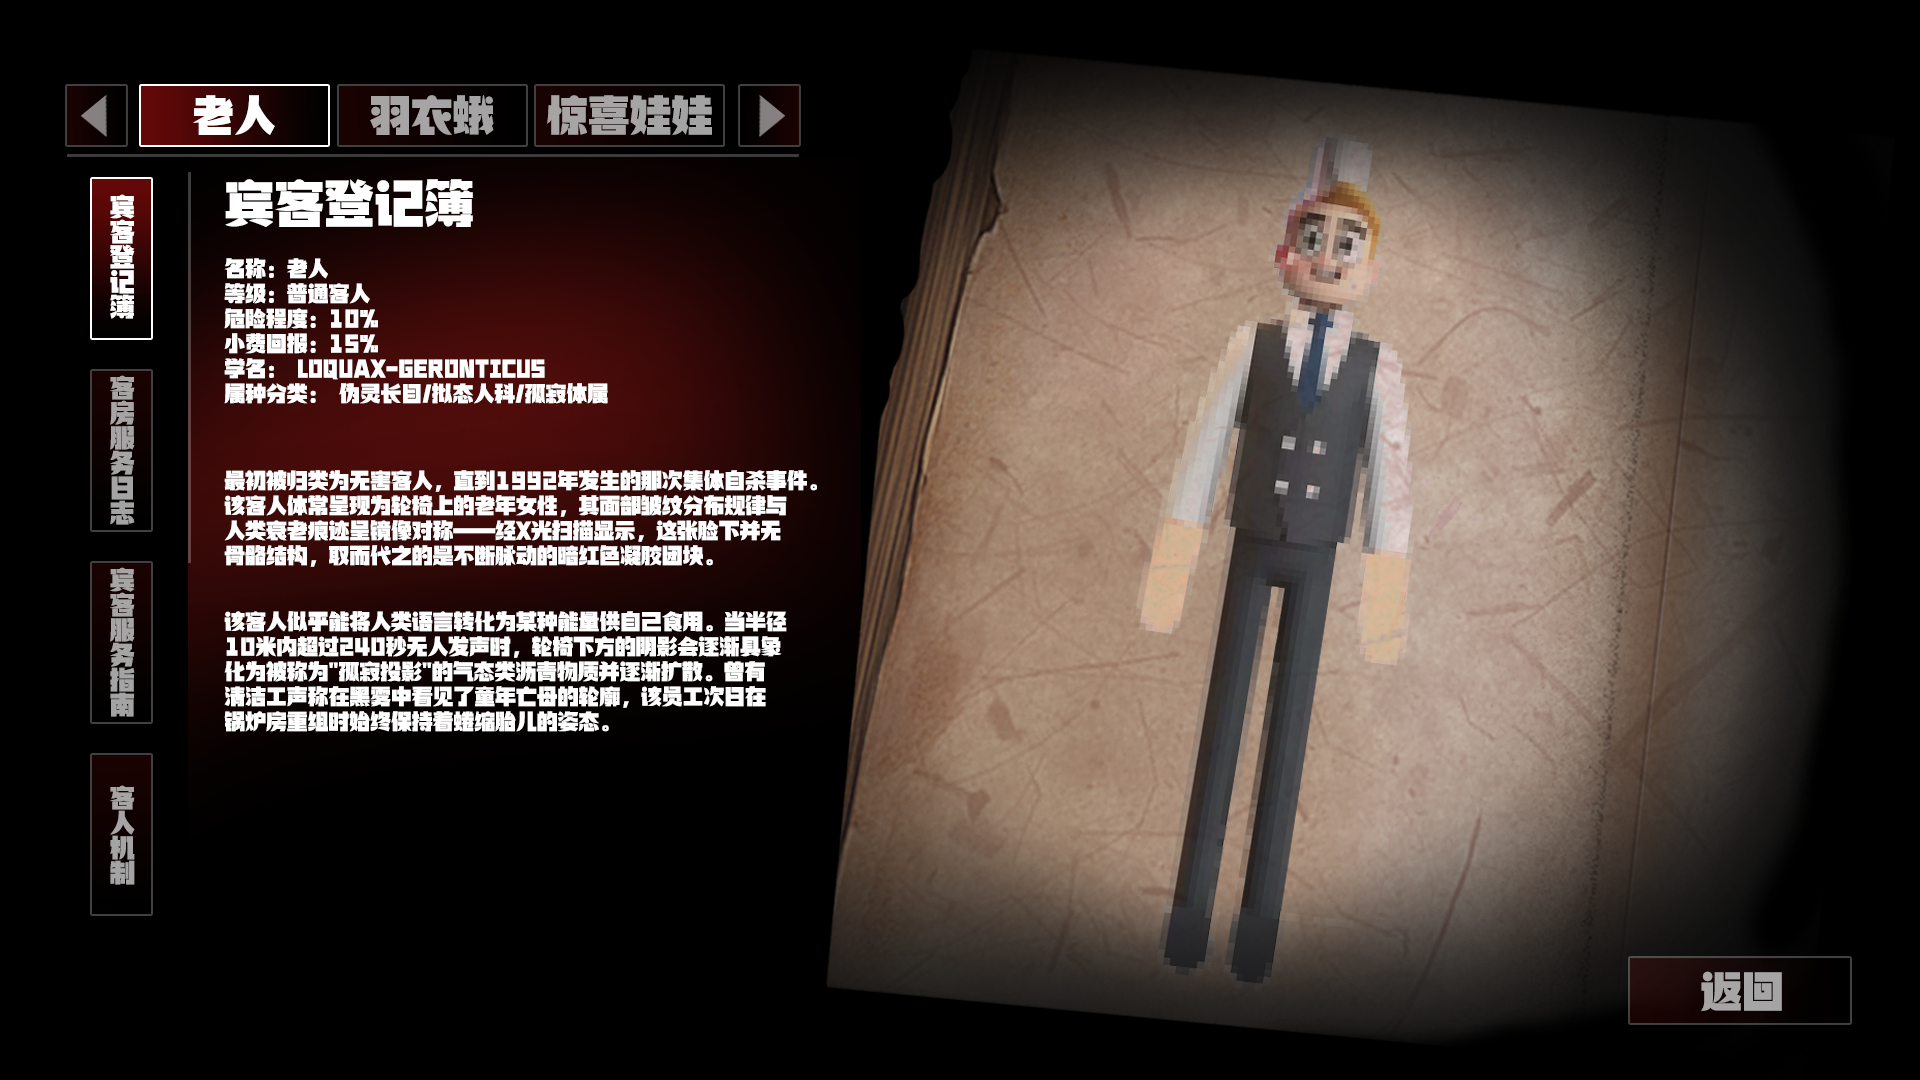 老人
羽衣蛾
惊喜娃娃
宾客登记簿
客房服务日志
宾客服务指南
客人机制
宾客登记簿
名称：老人
等级：普通客人
危险程度：10%
小费回报：15%
学名： LOQUAX-GERONTICUS
属种分类： 伪灵长目/拟态人科/孤寂体属
最初被归类为无害客人，直到1992年发生的那次集体自杀事件。
该客人体常呈现为轮椅上的老年女性，其面部皱纹分布规律与
人类衰老痕迹呈镜像对称——经X光扫描显示，这张脸下并无
骨骼结构，取而代之的是不断脉动的暗红色凝胶团块。
该客人似乎能将人类语言转化为某种能量供自己食用。当半径
10米内超过240秒无人发声时，轮椅下方的阴影会逐渐具象
化为被称为"孤寂投影"的气态类沥青物质并逐渐扩散。曾有
清洁工声称在黑雾中看见了童年亡母的轮廓，该员工次日在
锅炉房重组时始终保持着蜷缩胎儿的姿态。
返回